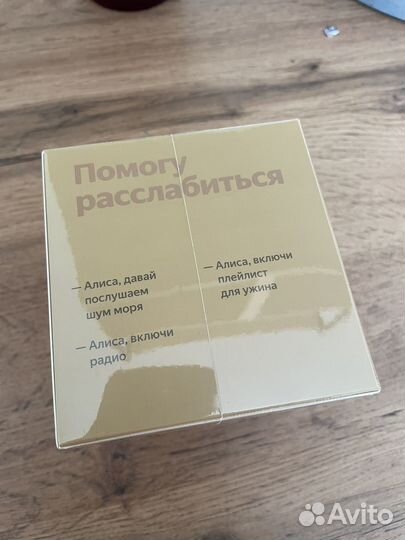 Помогу
расслабиться
— Алиса, давай
послушаем
шум моря
— Алиса, включи
радио
— Алиса, включи
плейлист
для ужина
Avito